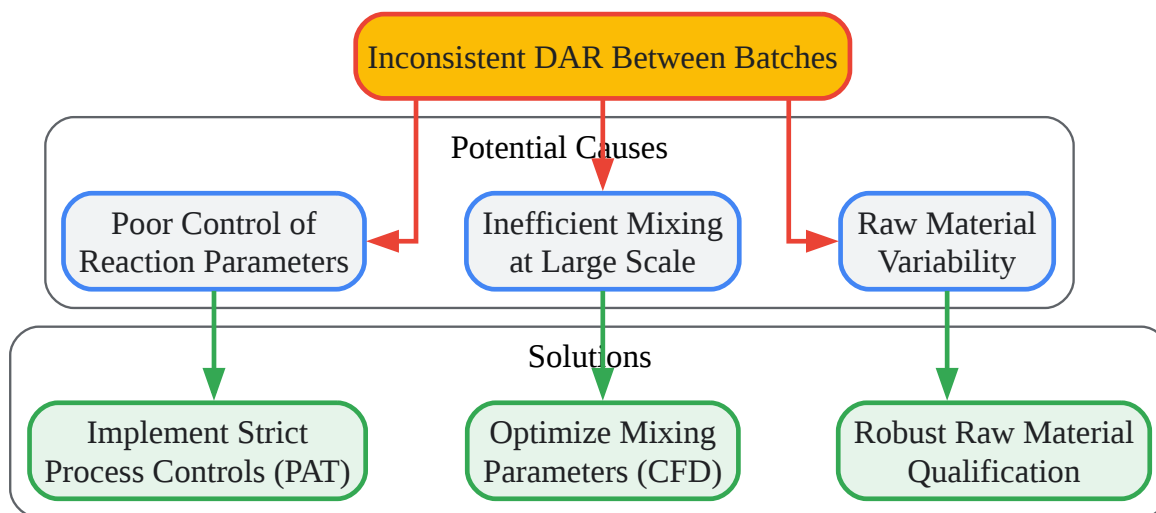 Inconsistent DAR Between Batches
Potential Causes
Poor Control of
Reaction Parameters
Inefficient Mixing
at Large Scale
Raw Material
Variability
Solutions
Implement Strict
Process Controls (PAT)
Optimize Mixing
Parameters (CFD)
Robust Raw Material
Qualification